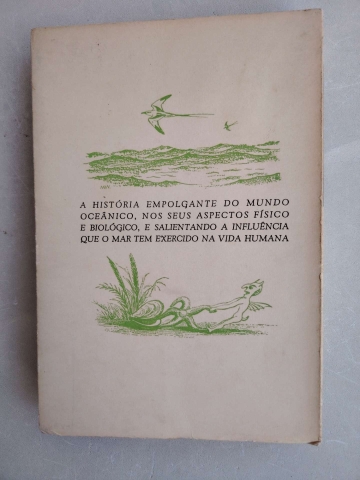 A HISTÓRIA EMPOLGANTE DO MUNDO
OCEÂNICO, NOS SEUS ASPECTOS FÍSICO
E BIOLÓGICO, E SALIENTANDO A INFLUÊNCIA
QUE O MAR TEM EXERCIDO NA VIDA HUMANA